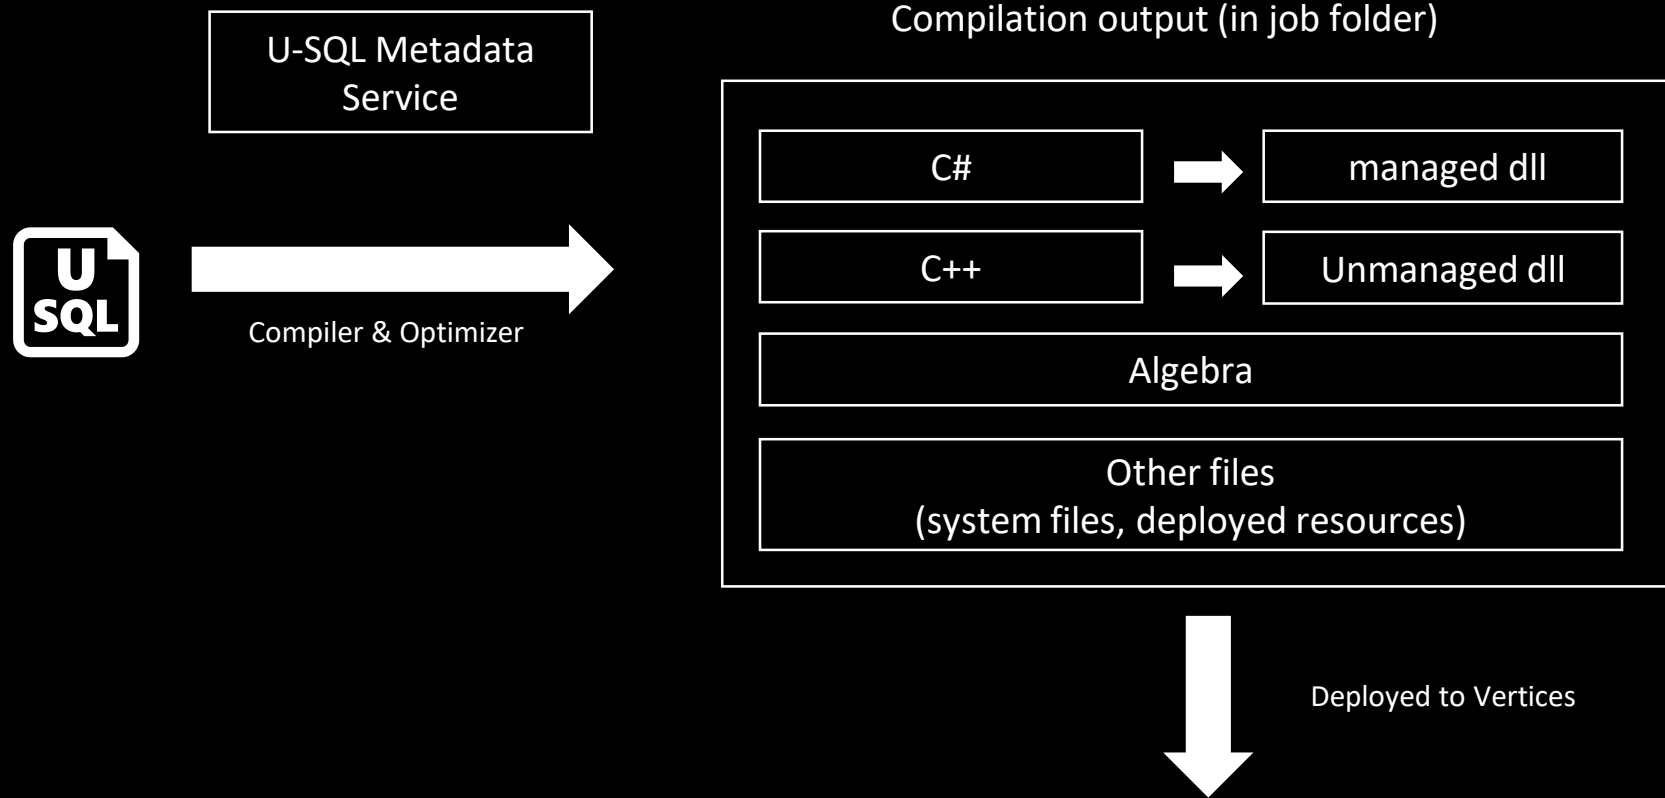 Compilation output (in job folder)
U-SQL Metadata
Service
C#
managed dll
C++
Unmanaged dll
U
SQL
Compiler & Optimizer
Algebra
Other files
(system files, deployed resources)
Deployed to Vertices